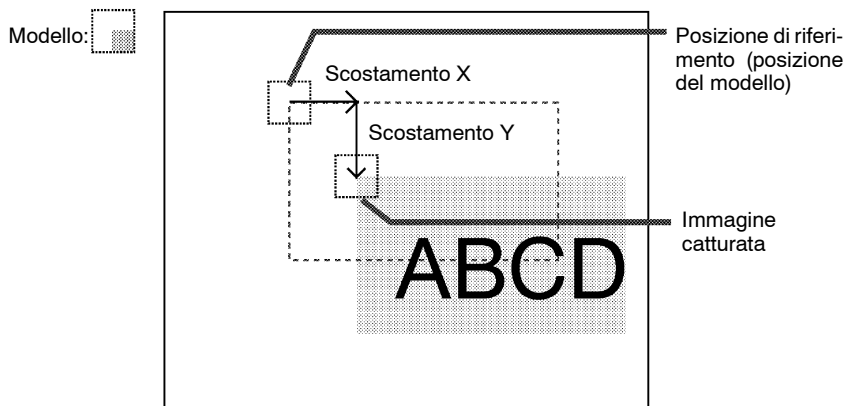 Modello:
Scostamento X
Posizione di riferi-
mento (posizione
del modello)
Scostamento Y
Immagine
catturata
ABCD